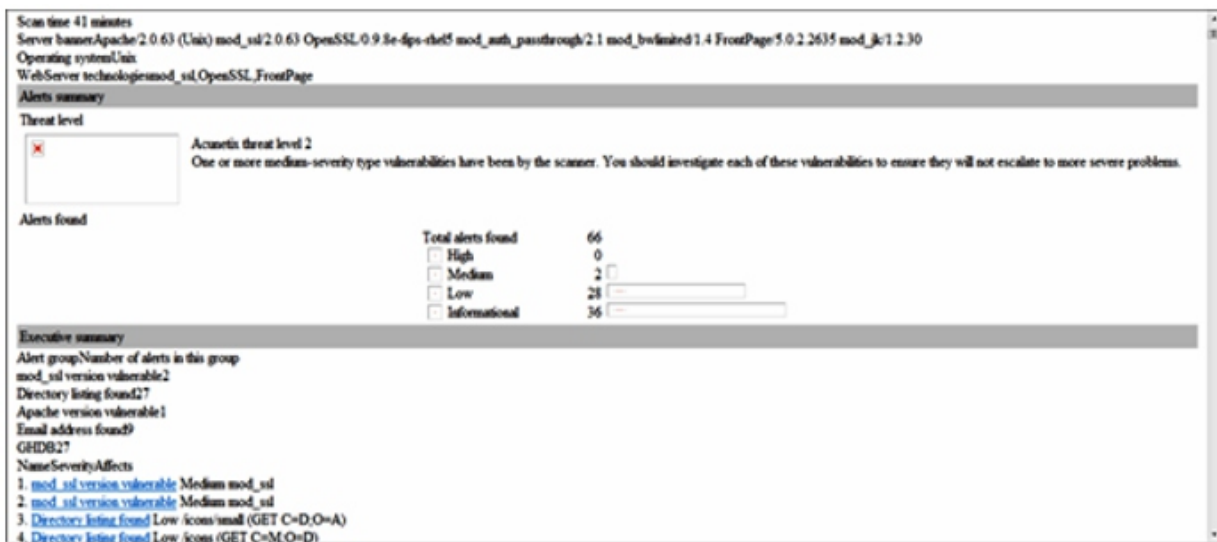 Scan time 41 minutes
Server bannerApache/2.0.63 (Unix) mod_ssl/2.0.63 OpenSSL/0.9.8e-fips-rhel5 mod_auth_passthrough/2.1 mod_bwlimited/1.4 FrontPage/5.0.2.2635 mod_jk/1.2.30
Operating systemUnix
WebServer technologiesmod_ssl,OpenSSL,FrontPage
Alerts summary
Threat level
Acunetix threat level 2
One or more medium-severity type vulnerabilities have been by the scanner. You should investigate each of these vulnerabilities to ensure they will not escalate to more severe problems.
Alerts found
Total alerts found 66
High 0
Medium 2
Low 28
Informational 36
Executive summary
Alert groupNumber of alerts in this group
mod_ssl version vulnerable2
Directory listing found27
Apache version vulnerable1
Email address found9
GHDB27
NameSeverityAffects
1. mod_ssl version vulnerable Medium mod_ssl
2. mod_ssl version vulnerable Medium mod_ssl
3. Directory listing found Low /icons/small (GET C=D;O=A)
4. Directory listing found Low /icons (GET C=M;O=D)